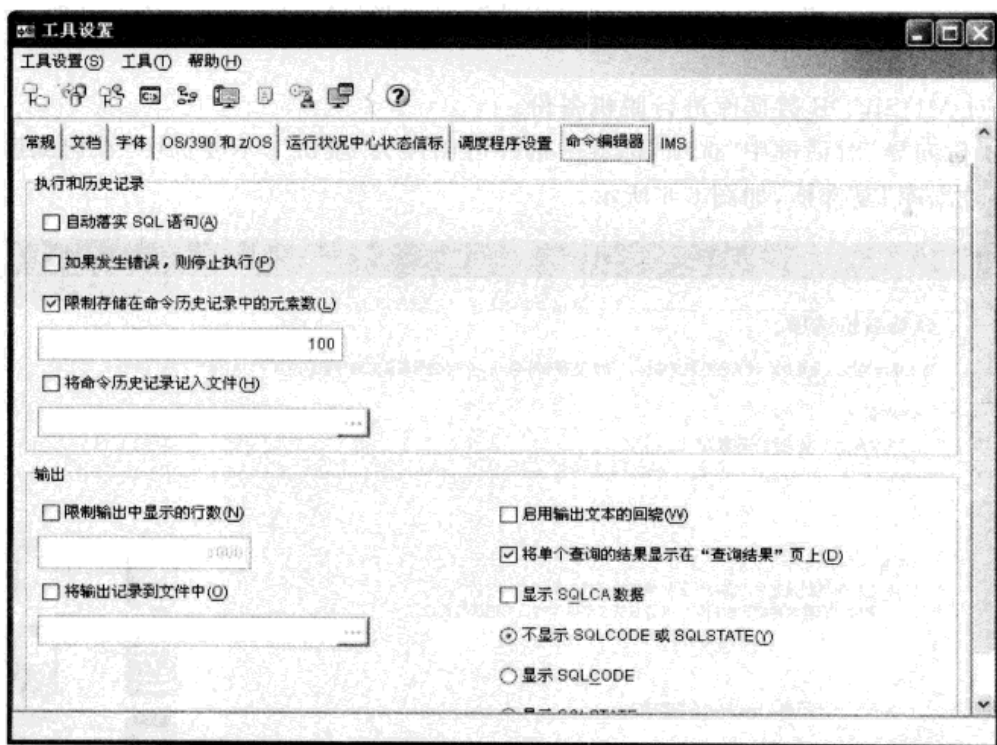 工具设置
工具设置(S) 工具(T) 帮助(H)
常规 文档 字体 OS/390 和 z/OS 运行状况中心状态信标 调度程序设置 命令编辑器 IMS
执行和历史记录
自动落实 SQL 语句(A)
如果发生错误，则停止执行(P)
限制存储在命令历史记录中的元素数(L)
100
将命令历史记录记入文件(H)
...
输出
限制输出中显示的行数(N)
启用输出文本的回绕(W)
将单个查询的结果显示在“查询结果”页上(D)
将输出记录到文件中(O)
显示 SQLCA 数据
...
不显示 SQLCODE 或 SQLSTATE(Y)
显示 SQLCODE